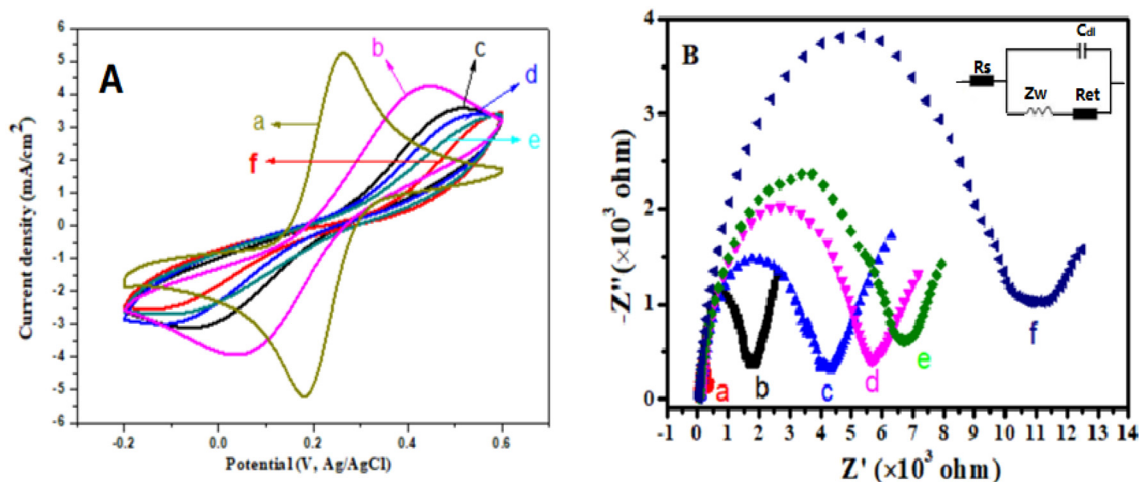 A
a
b
c
d
e
f
6
5
4
3
2
1
0
-1
-2
-3
-4
-5
-6
-0.2 0.0 0.2 0.4 0.6
Current density (mA/cm²)
Potential (V, Ag/AgCl)
B
Rs
Cdl
Zw
Ret
4
3
2
1
0
-Z'' (×10³ ohm)
a
b
c
d
e
f
-1 0 1 2 3 4 5 6 7 8 9 10 11 12 13 14
Z' (×10³ ohm)